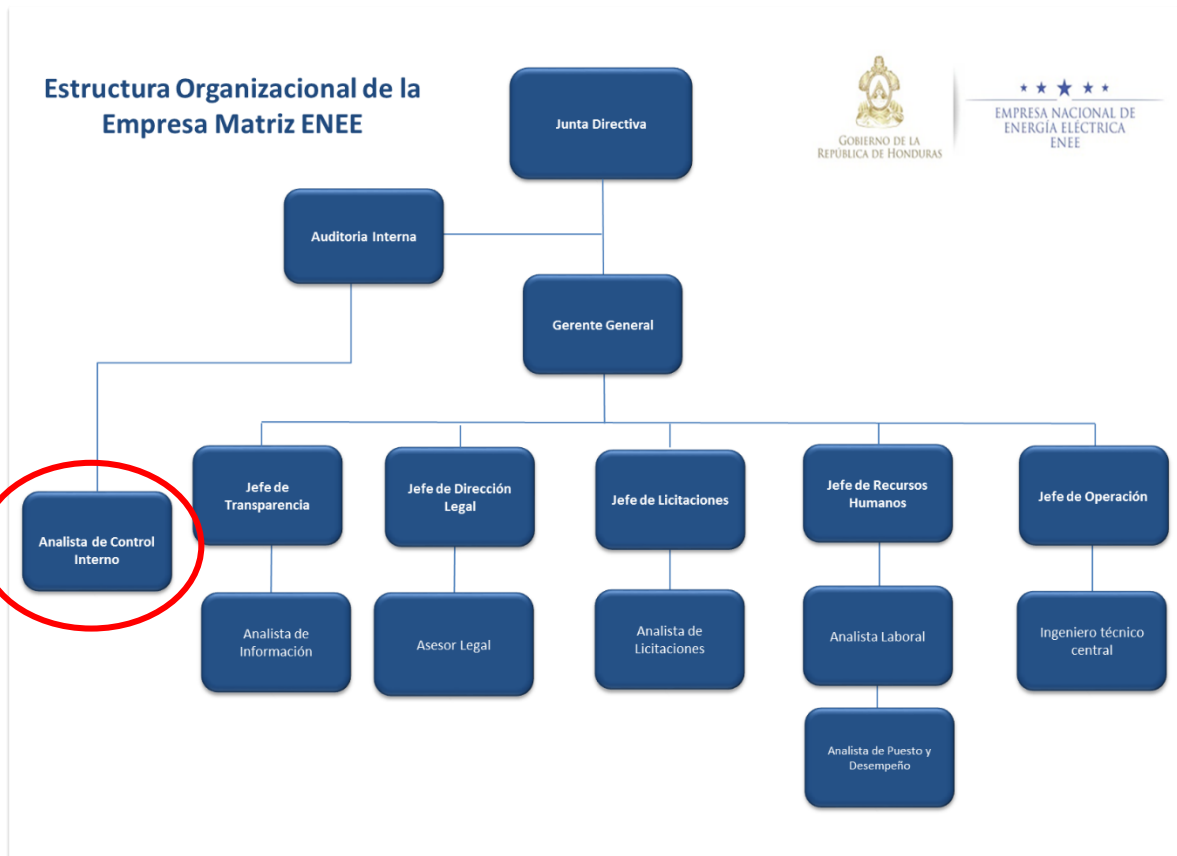 Estructura Organizacional de la
Empresa Matriz ENEE
Junta Directiva
GOBIERNO DE LA
REPÚBLICA DE HONDURAS
EMPRESA NACIONAL DE
ENERGÍA ELÉCTRICA
ENEE
Auditoria Interna
Gerente General
Analista de Control
Interno
Jefe de
Transparencia
Jefe de Dirección
Legal
Jefe de Licitaciones
Jefe de Recursos
Humanos
Jefe de Operación
Analista de
Información
Asesor Legal
Analista de
Licitaciones
Analista Laboral
Ingeniero técnico
central
Analista de Puesto y
Desempeño